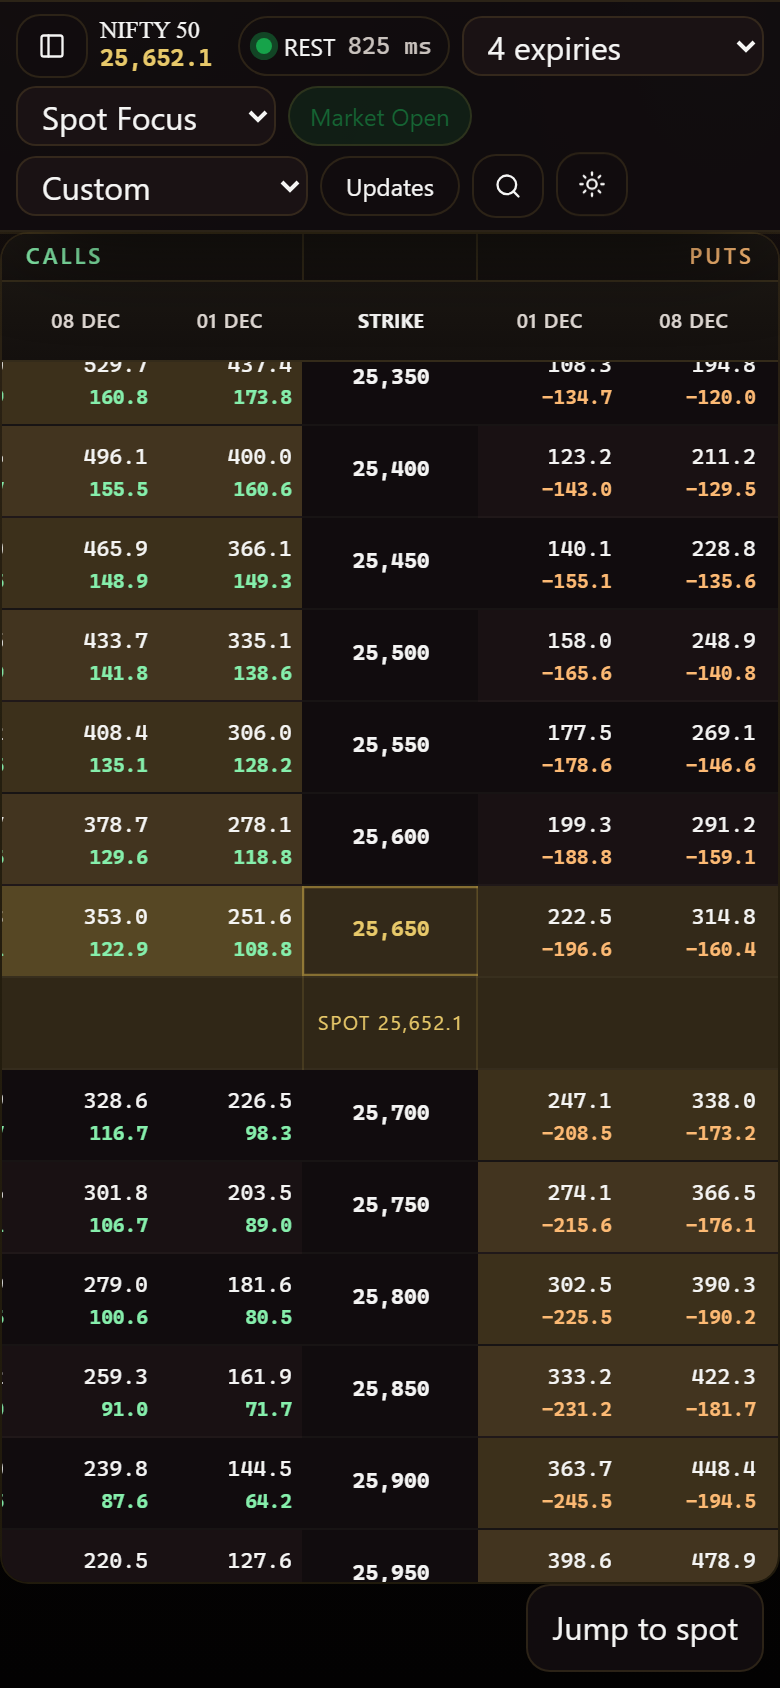 NIFTY 50
25,652.1
REST 825 ms
4 expiries
Spot Focus
Market Open
Custom
Updates
CALLS PUTS
08 DEC 01 DEC STRIKE 01 DEC 08 DEC
529.7 437.4 25,350 108.3 194.8
160.8 173.8 −134.7 −120.0
496.1 400.0 25,400 123.2 211.2
155.5 160.6 −143.0 −129.5
465.9 366.1 25,450 140.1 228.8
148.9 149.3 −155.1 −135.6
433.7 335.1 25,500 158.0 248.9
141.8 138.6 −165.6 −140.8
408.4 306.0 25,550 177.5 269.1
135.1 128.2 −178.6 −146.6
378.7 278.1 25,600 199.3 291.2
129.6 118.8 −188.8 −159.1
353.0 251.6 25,650 222.5 314.8
122.9 108.8 −196.6 −160.4
SPOT 25,652.1
328.6 226.5 25,700 247.1 338.0
116.7 98.3 −208.5 −173.2
301.8 203.5 25,750 274.1 366.5
106.7 89.0 −215.6 −176.1
279.0 181.6 25,800 302.5 390.3
100.6 80.5 −225.5 −190.2
259.3 161.9 25,850 333.2 422.3
91.0 71.7 −231.2 −181.7
239.8 144.5 25,900 363.7 448.4
87.6 64.2 −245.5 −194.5
220.5 127.6 25,950 398.6 478.9
Jump to spot